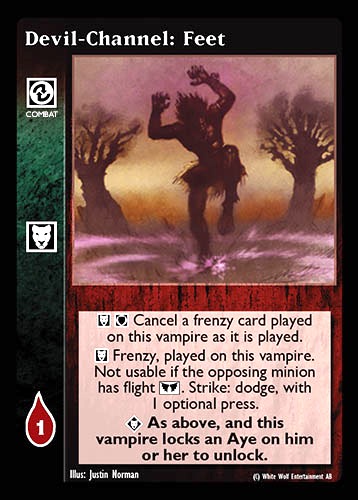 Devil-Channel: Feet
COMBAT
Cancel a frenzy card played
on this vampire as it is played.
Frenzy, played on this vampire.
Not usable if the opposing minion
has flight . Strike: dodge, with
1 optional press.
As above, and this
vampire locks an Aye on him
or her to unlock.
1
Illus: Justin Norman
(C) White Wolf Entertainment AB